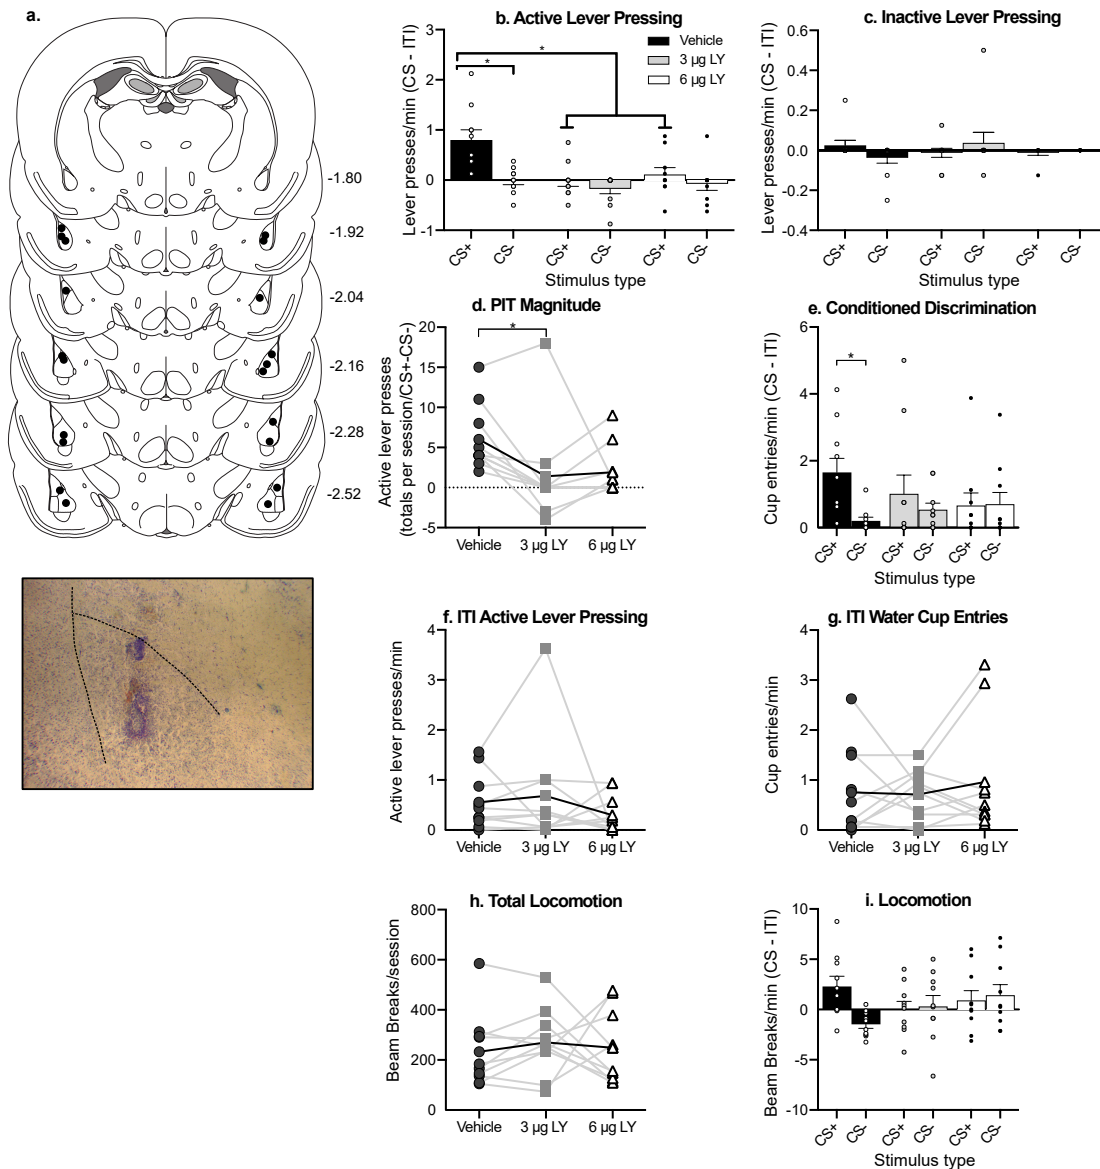 a.
-1.80
-1.92
-2.04
-2.16
-2.28
-2.52
b. Active Lever Pressing
Lever presses/min (CS - ITI)
3
2
1
0
-1
*
*
Vehicle
3 µg LY
6 µg LY
CS+
CS-
CS+
CS-
CS+
CS-
Stimulus type
c. Inactive Lever Pressing
Lever presses/min (CS - ITI)
0.6
0.4
0.2
0.0
-0.2
-0.4
CS+
CS-
CS+
CS-
CS+
CS-
Stimulus type
d. PIT Magnitude
Active lever presses
(totals per session/CS+-CS-)
20
15
10
5
0
-5
*
Vehicle
3 µg LY
6 µg LY
e. Conditioned Discrimination
Cup entries/min (CS - ITI)
6
4
2
0
*
CS+
CS-
CS+
CS-
CS+
CS-
Stimulus type
f. ITI Active Lever Pressing
Active lever presses/min
4
3
2
1
0
Vehicle
3 µg LY
6 µg LY
g. ITI Water Cup Entries
Cup entries/min
4
3
2
1
0
Vehicle
3 µg LY
6 µg LY
h. Total Locomotion
Beam Breaks/session
800
600
400
200
0
Vehicle
3 µg LY
6 µg LY
i. Locomotion
Beam Breaks/min (CS - ITI)
10
5
0
-5
-10
CS+
CS-
CS+
CS-
CS+
CS-
Stimulus type